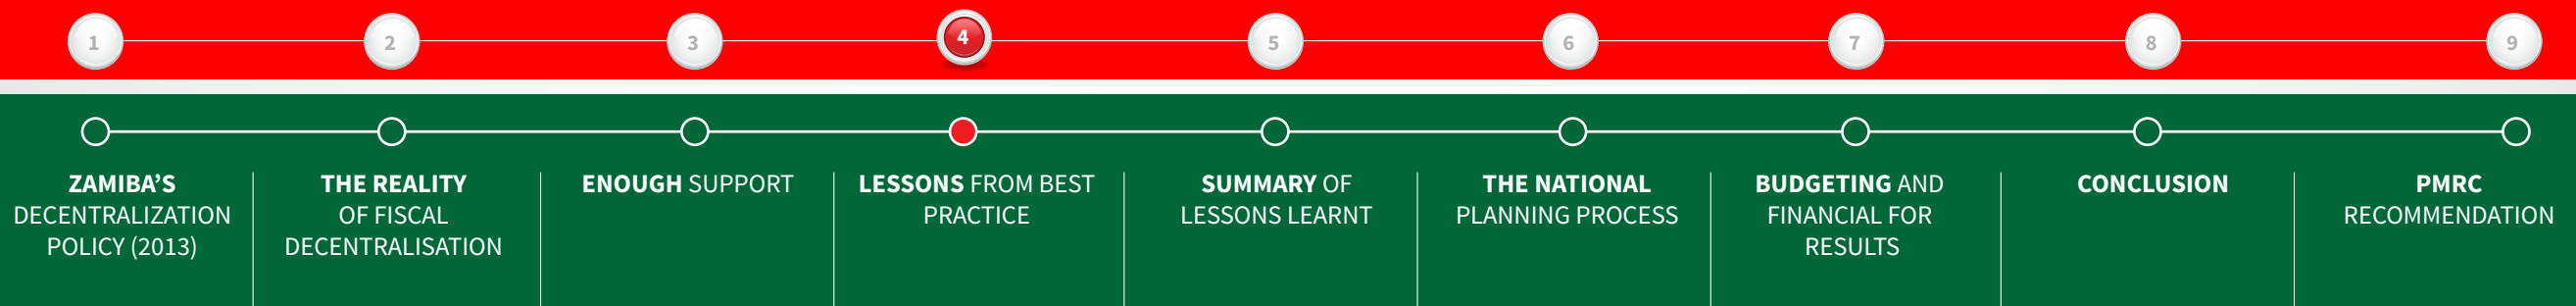 1 2 3 4 5 6 7 8 9
ZAMIBA’S
DECENTRALIZATION
POLICY (2013)
THE REALITY
OF FISCAL
DECENTRALISATION
ENOUGH SUPPORT
LESSONS FROM BEST
PRACTICE
SUMMARY OF
LESSONS LEARNT
THE NATIONAL
PLANNING PROCESS
BUDGETING AND
FINANCIAL FOR
RESULTS
CONCLUSION
PMRC
RECOMMENDATION